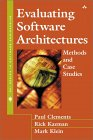 Evaluating Software
Architectures
Methods and Case
Studies
Paul Clements
Rick Kazman
Mark Klein